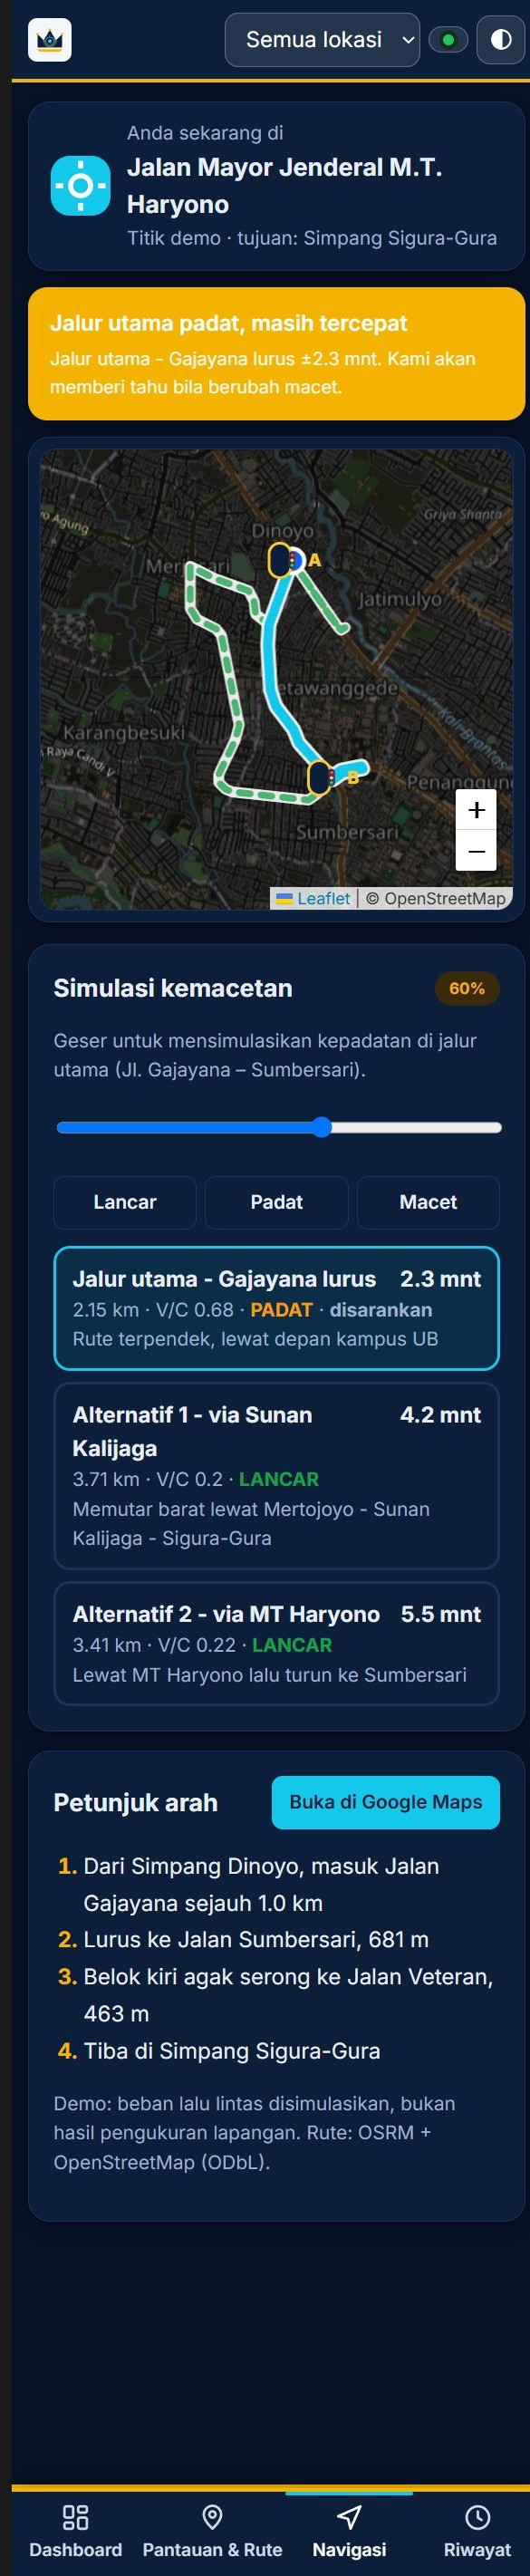 Semua lokasi
Anda sekarang di
Jalan Mayor Jenderal M.T.
Haryono
Titik demo · tujuan: Simpang Sigura-Gura
Jalur utama padat, masih tercepat
Jalur utama - Gajayana lurus ±2.3 mnt. Kami akan
memberi tahu bila berubah macet.
Griya Shanta
Dinoyo
A
Jatimulyo
Karangbesuki
Raya Candi V
B
Sumbersari
+
−
Leaflet | © OpenStreetMap
Simulasi kemacetan
60%
Geser untuk mensimulasikan kepadatan di jalur
utama (Jl. Gajayana – Sumbersari).
Lancar
Padat
Macet
Jalur utama - Gajayana lurus 2.3 mnt
2.15 km · V/C 0.68 · PADAT · disarankan
Rute terpendek, lewat depan kampus UB
Alternatif 1 - via Sunan 4.2 mnt
Kalijaga
3.71 km · V/C 0.2 · LANCAR
Memutar barat lewat Mertojoyo - Sunan
Kalijaga - Sigura-Gura
Alternatif 2 - via MT Haryono 5.5 mnt
3.41 km · V/C 0.22 · LANCAR
Lewat MT Haryono lalu turun ke Sumbersari
Petunjuk arah
Buka di Google Maps
1. Dari Simpang Dinoyo, masuk Jalan
Gajayana sejauh 1.0 km
2. Lurus ke Jalan Sumbersari, 681 m
3. Belok kiri agak serong ke Jalan Veteran,
463 m
4. Tiba di Simpang Sigura-Gura
Demo: beban lalu lintas disimulasikan, bukan
hasil pengukuran lapangan. Rute: OSRM +
OpenStreetMap (ODbL).
Dashboard
Pantauan & Rute
Navigasi
Riwayat